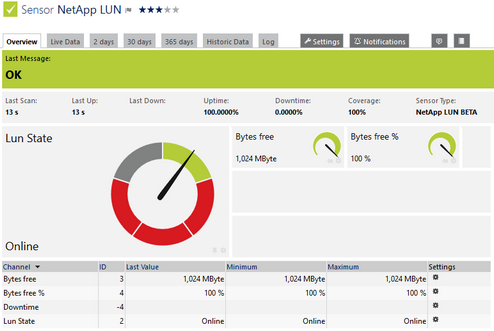 Sensor NetApp LUN
Overview Live Data 2 days 30 days 365 days Historic Data Log Settings Notifications
Last Message:
OK
Last Scan: Last Up: Last Down: Uptime: Downtime: Coverage: Sensor Type:
13 s 13 s 100.0000% 0.0000% 100% NetApp LUN BETA
Lun State Bytes free Bytes free %
1,024 MByte 100 %
Online
Channel ID Last Value Minimum Maximum Settings
Bytes free 3 1,024 MByte 1,024 MByte 1,024 MByte
Bytes free % 4 100 % 100 % 100 %
Downtime -4
Lun State 2 Online Online Online